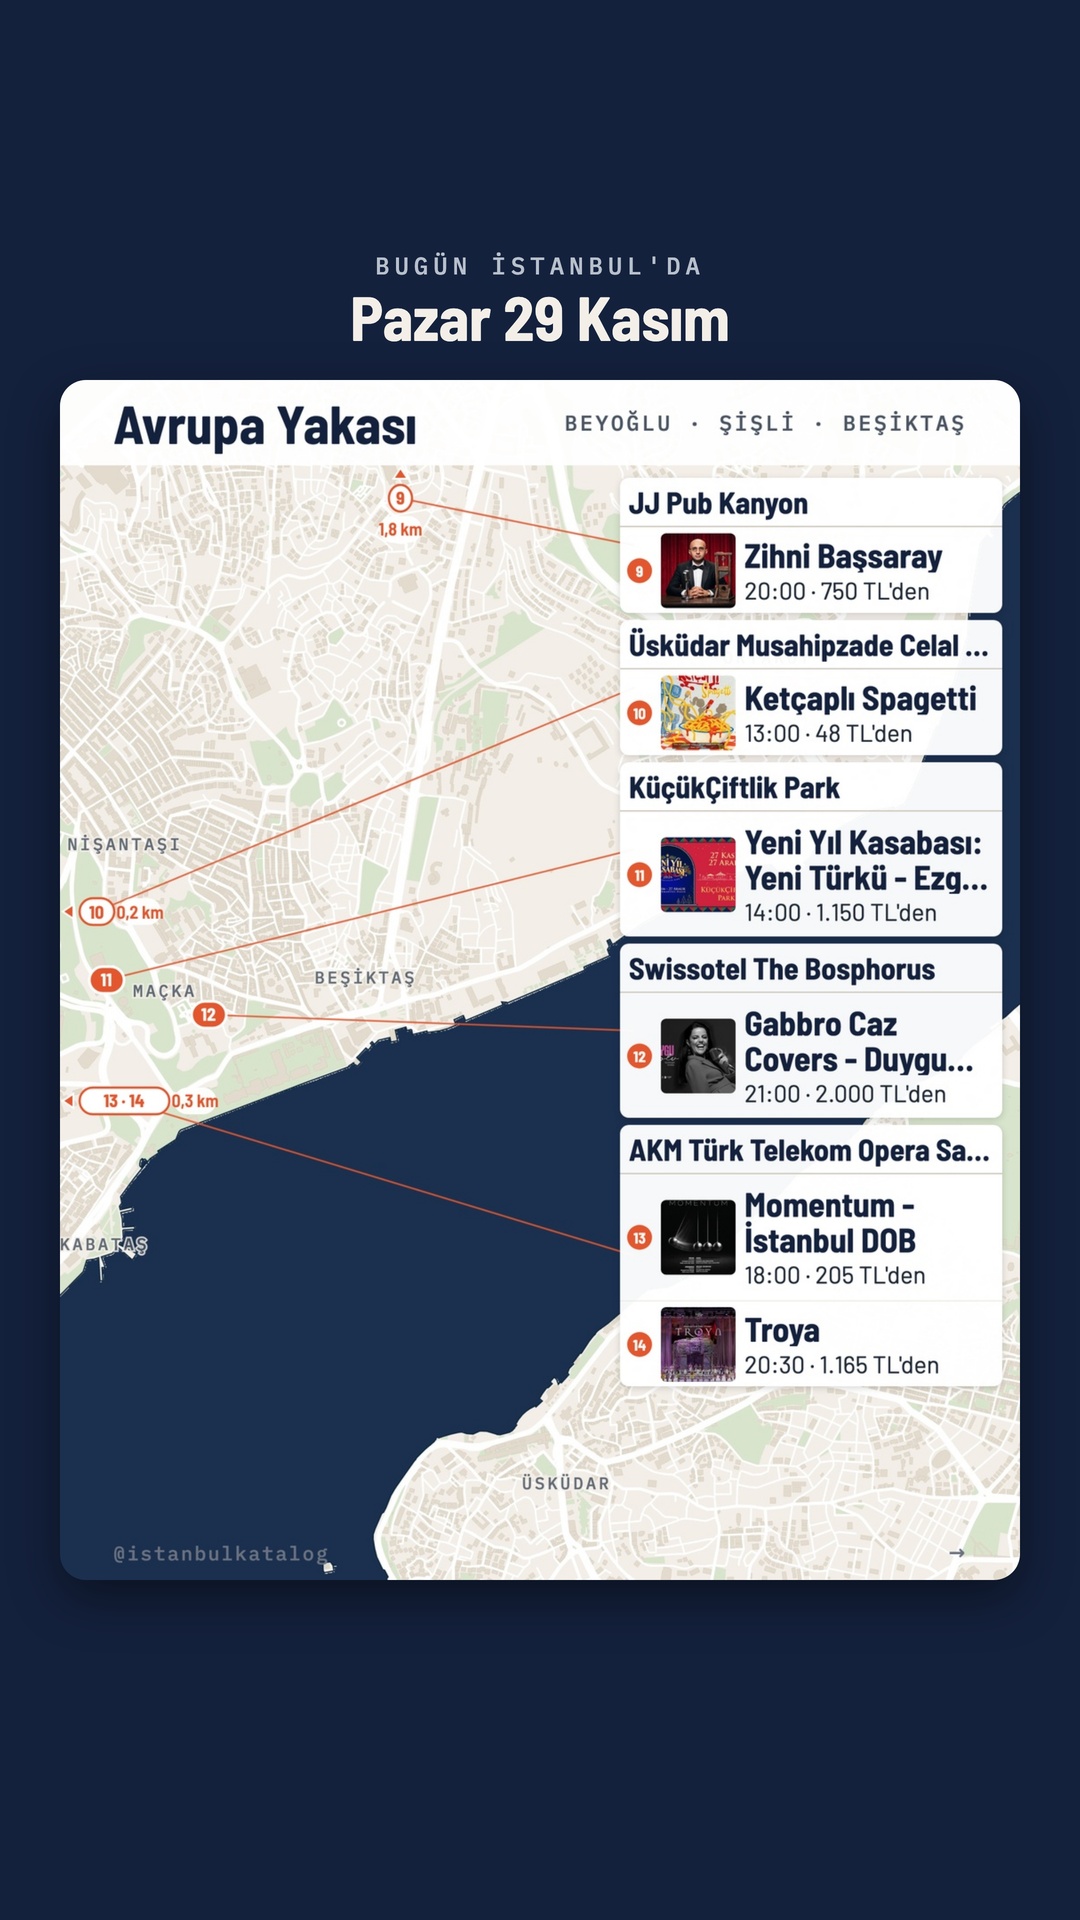 BUGÜN İSTANBUL'DA
Pazar 29 Kasım
Avrupa Yakası
BEYOĞLU · ŞİŞLİ · BEŞİKTAŞ
9
1,8 km
JJ Pub Kanyon
9
Zihni Başsaray
20:00 · 750 TL'den
Üsküdar Musahipzade Celal ...
10
Ketçaplı Spagetti
13:00 · 48 TL'den
KüçükÇiftlik Park
11
Yeni Yıl Kasabası:
Yeni Türkü - Ezg...
14:00 · 1.150 TL'den
NİŞANTAŞI
10 0,2 km
11
MAÇKA
BEŞİKTAŞ
12
Swissotel The Bosphorus
12
Gabbro Caz
Covers - Duygu...
21:00 · 2.000 TL'den
13 · 14 0,3 km
AKM Türk Telekom Opera Sa...
13
MOMENTUM
Momentum -
İstanbul DOB
18:00 · 205 TL'den
14
TROYA
Troya
20:30 · 1.165 TL'den
KABATAŞ
ÜSKÜDAR
@istanbulkatalog
→